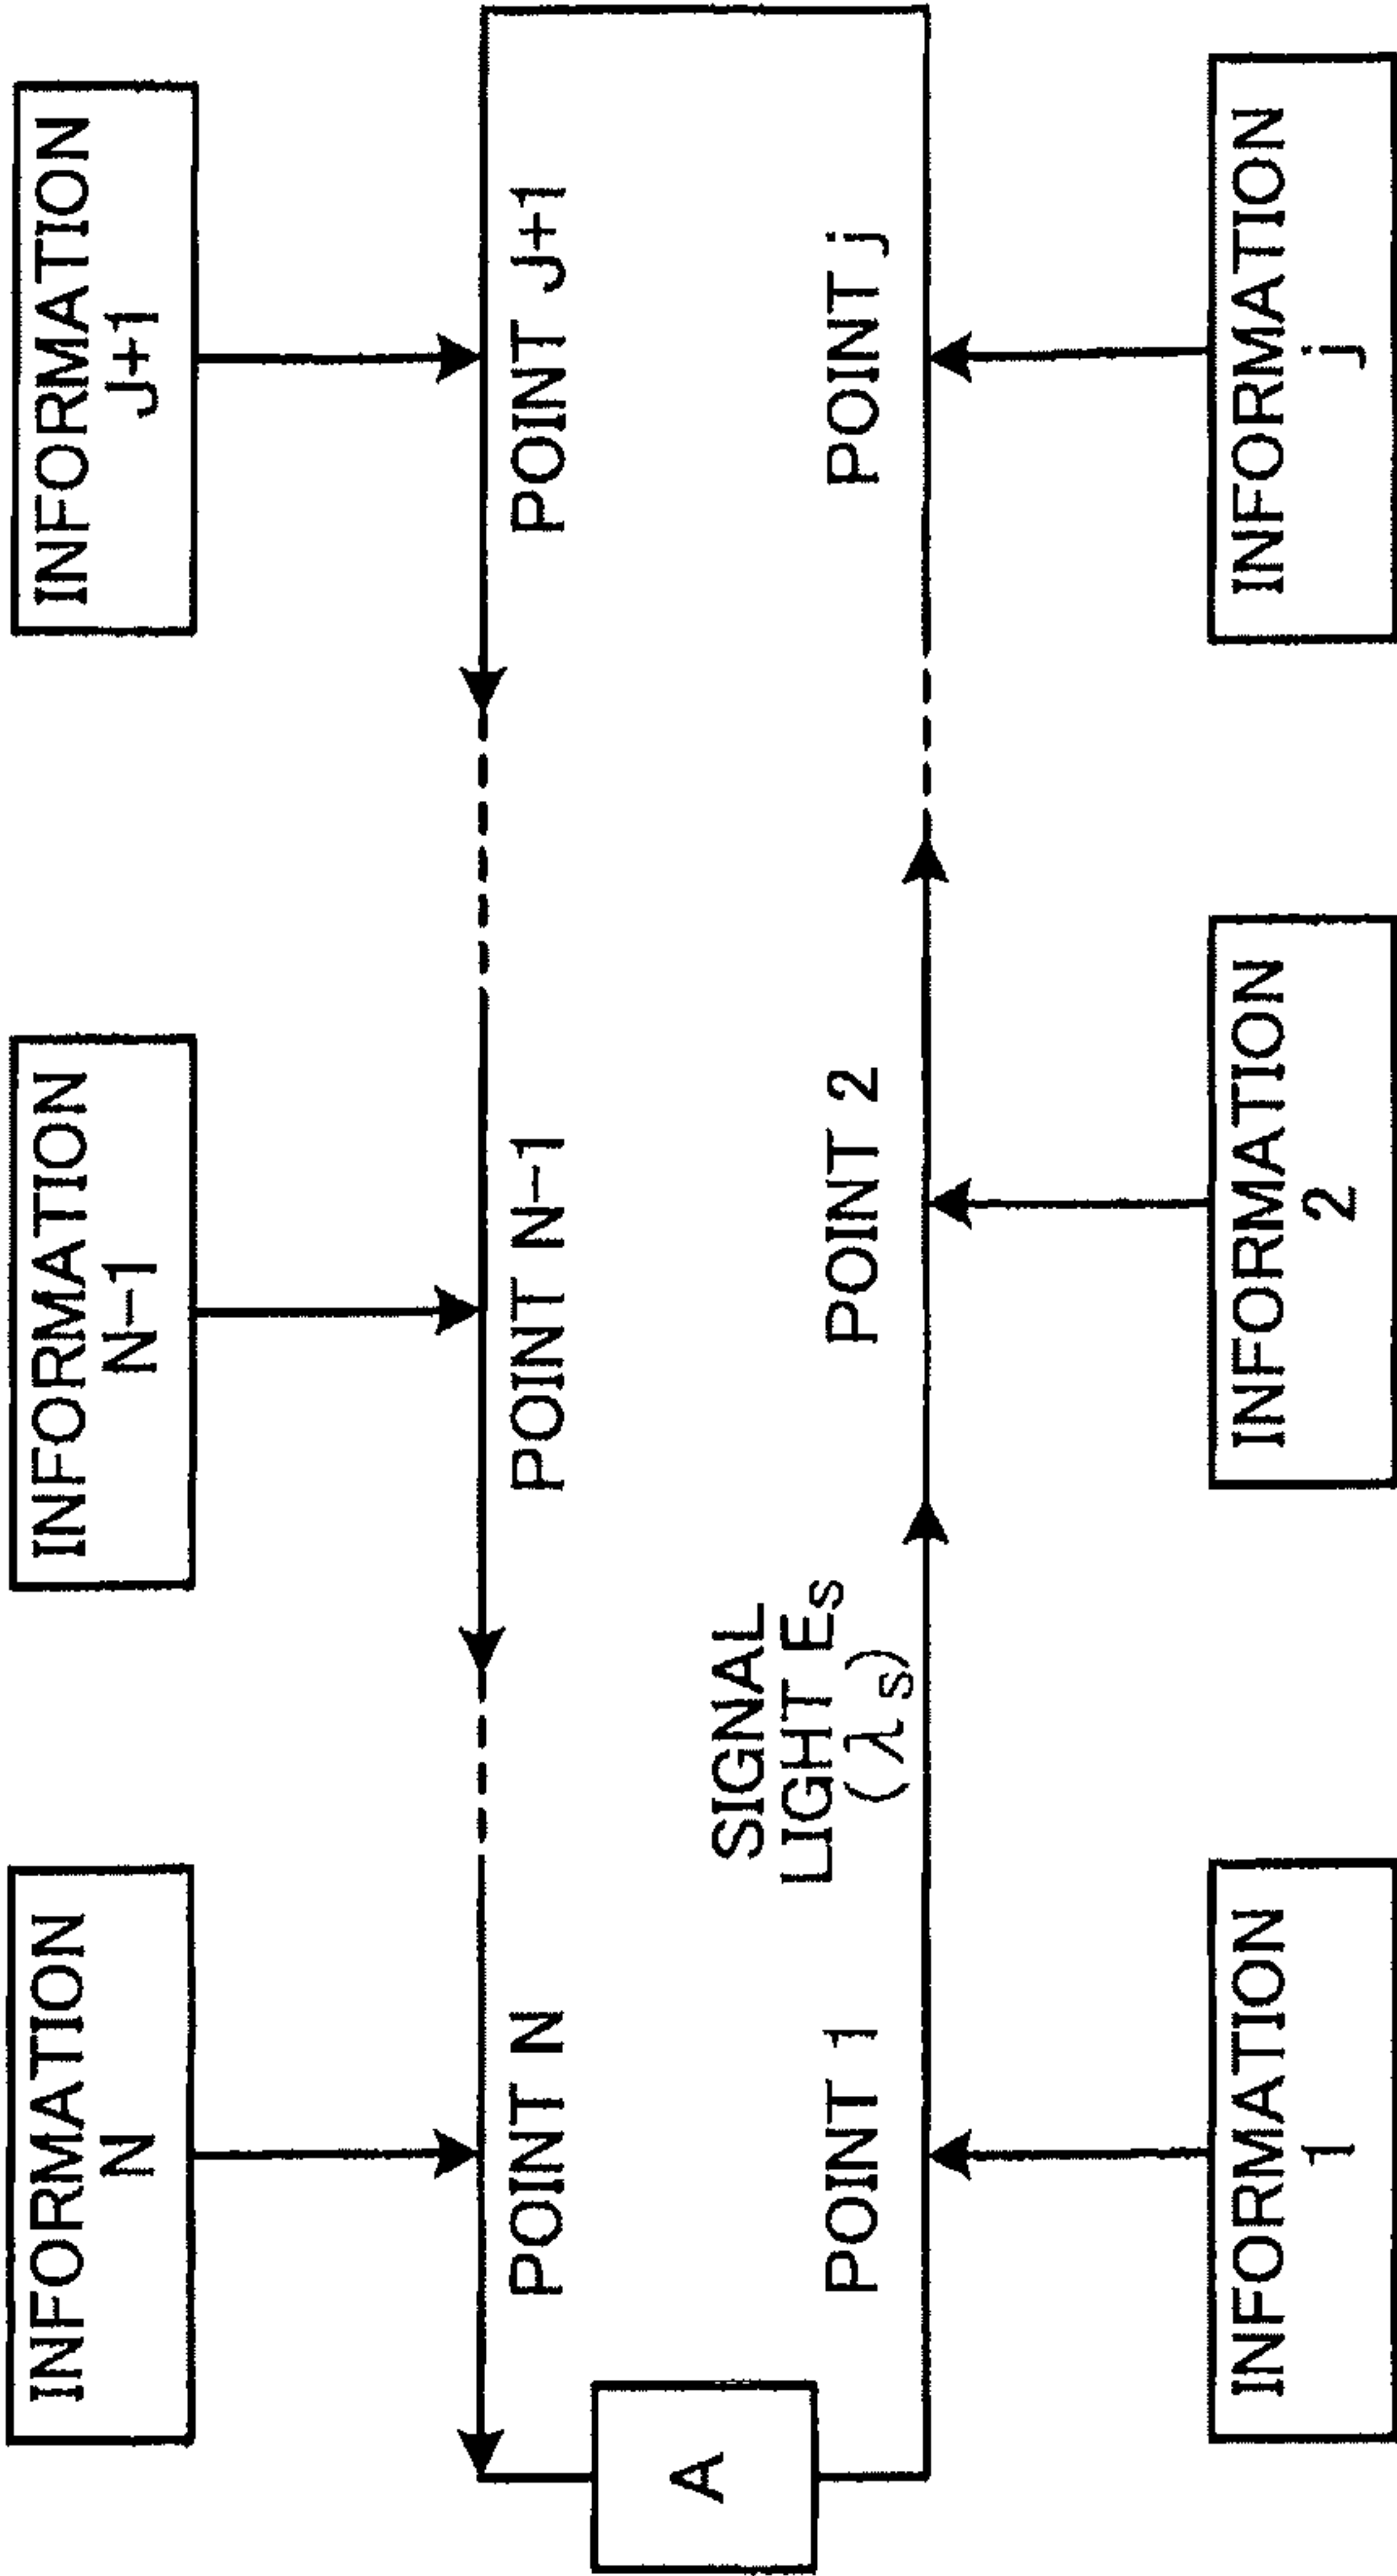 INFORMATION
N
INFORMATION
N-1
INFORMATION
J+1
POINT N
POINT N-1
POINT J+1
A
SIGNAL
LIGHT Es
(λs)
POINT 1
POINT 2
POINT j
INFORMATION
1
INFORMATION
2
INFORMATION
j